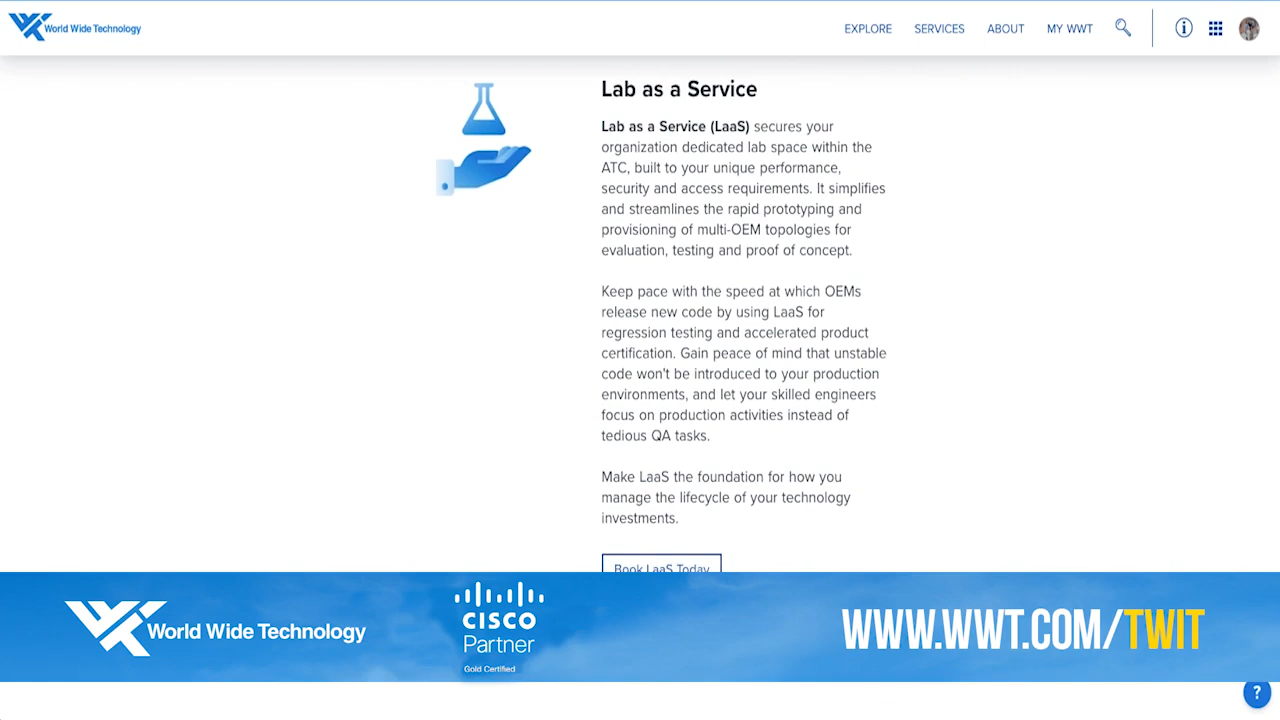 World Wide Technology
EXPLORE SERVICES ABOUT MY WWT
Lab as a Service
Lab as a Service (LaaS) secures your
organization dedicated lab space within the
ATC, built to your unique performance,
security and access requirements. It simplifies
and streamlines the rapid prototyping and
provisioning of multi-OEM topologies for
evaluation, testing and proof of concept.
Keep pace with the speed at which OEMs
release new code by using LaaS for
regression testing and accelerated product
certification. Gain peace of mind that unstable
code won't be introduced to your production
environments, and let your skilled engineers
focus on production activities instead of
tedious QA tasks.
Make LaaS the foundation for how you
manage the lifecycle of your technology
investments.
Book LaaS Today
World Wide Technology
CISCO
Partner
Gold Certified
WWW.WWT.COM/TWIT
?